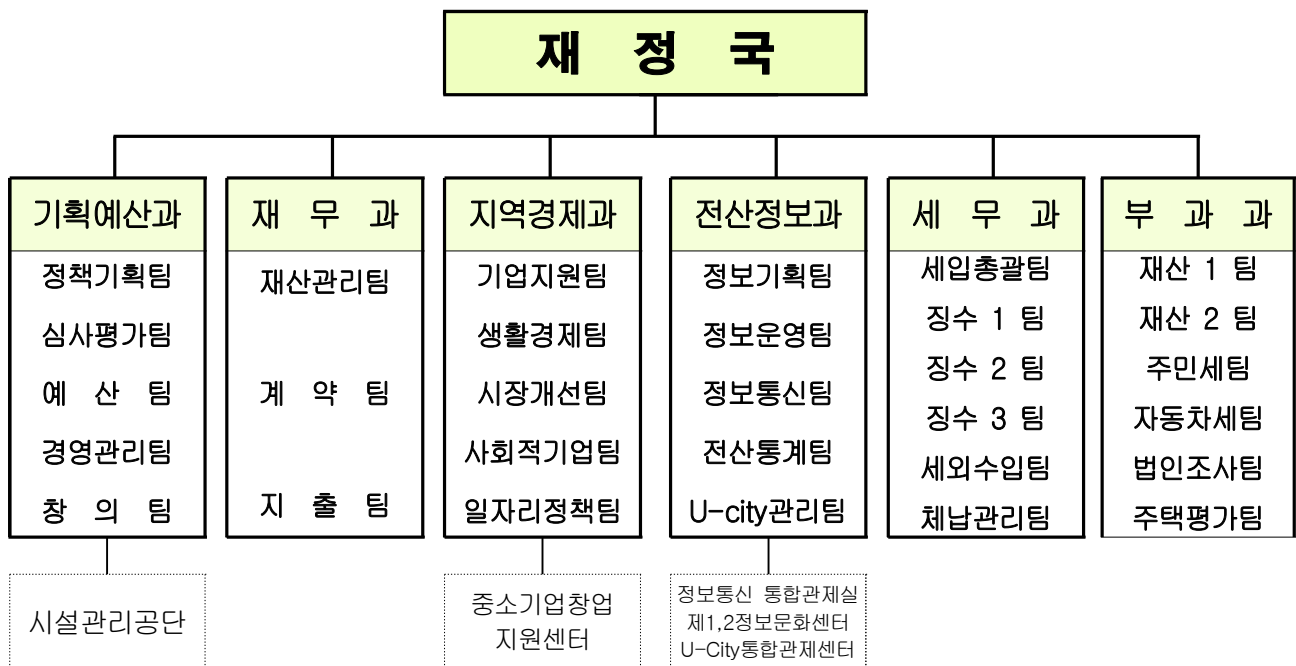 재 정 국
기획예산과
정책기획팀
심사평가팀
예 산 팀
경영관리팀
창 의 팀
시설관리공단
재 무 과
재산관리팀
계 약 팀
지 출 팀
지역경제과
기업지원팀
생활경제팀
시장개선팀
사회적기업팀
일자리정책팀
중소기업창업
지원센터
전산정보과
정보기획팀
정보운영팀
정보통신팀
전산통계팀
U-city관리팀
정보통신 통합관제실
제1,2정보문화센터
U-City통합관제센터
세 무 과
세입총괄팀
징수 1 팀
징수 2 팀
징수 3 팀
세외수입팀
체납관리팀
부 과 과
재산 1 팀
재산 2 팀
주민세팀
자동차세팀
법인조사팀
주택평가팀